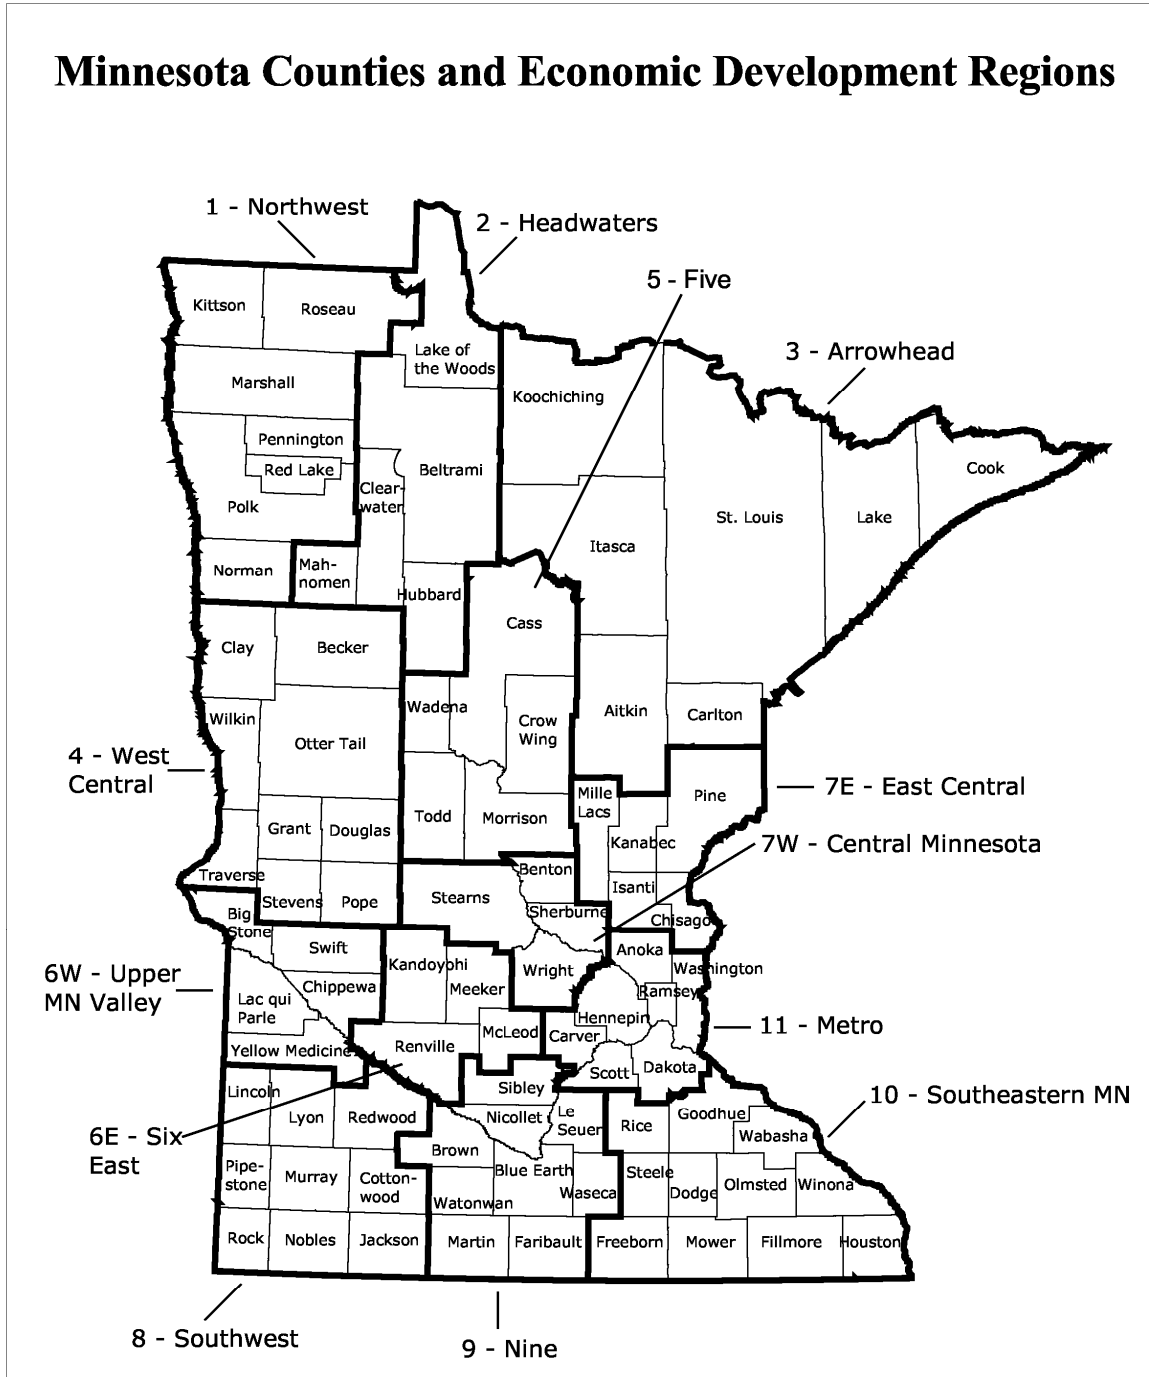 Minnesota Counties and Economic Development Regions
1 - Northwest
2 - Headwaters
5 - Five
3 - Arrowhead
Kittson
Roseau
Lake of
the Woods
Marshall
Koochiching
Pennington
Red Lake
Beltrami
Clear-
water
Polk
Cook
St. Louis
Lake
Itasca
Norman
Mah-
nomen
Hubbard
Cass
Clay
Becker
Wadena
Crow
Wing
Aitkin
Carlton
Wilkin
Otter Tail
4 - West
Central
7E - East Central
Mille
Lacs
Pine
Grant
Douglas
Todd
Morrison
Kanabec
7W - Central Minnesota
Traverse
Stevens
Pope
Benton
Isanti
Stearns
Sherburne
Chisago
Big
Stone
Swift
Anoka
Kandoyohi
Wright
Washington
6W - Upper
MN Valley
Chippewa
Meeker
Ramsey
Lac qui
Parle
Hennepin
11 - Metro
McLeod
Carver
Yellow Medicine
Renville
Scott
Dakota
Sibley
Lincoln
Lyon
Redwood
Nicollet
Le
Seuer
Rice
Goodhue
10 - Southeastern MN
6E - Six
East
Wabasha
Brown
Pipe-
stone
Murray
Cotton-
wood
Blue Earth
Steele
Watonwan
Waseca
Dodge
Olmsted
Winona
Rock
Nobles
Jackson
Martin
Faribault
Freeborn
Mower
Fillmore
Houston
8 - Southwest
9 - Nine